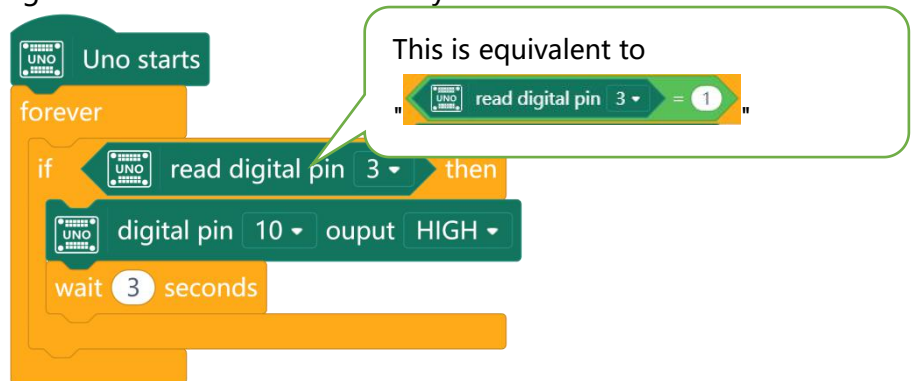 UNO Uno starts
This is equivalent to
" UNO read digital pin 3 = 1 "
forever
if UNO read digital pin 3 then
UNO digital pin 10 ouput HIGH
wait 3 seconds